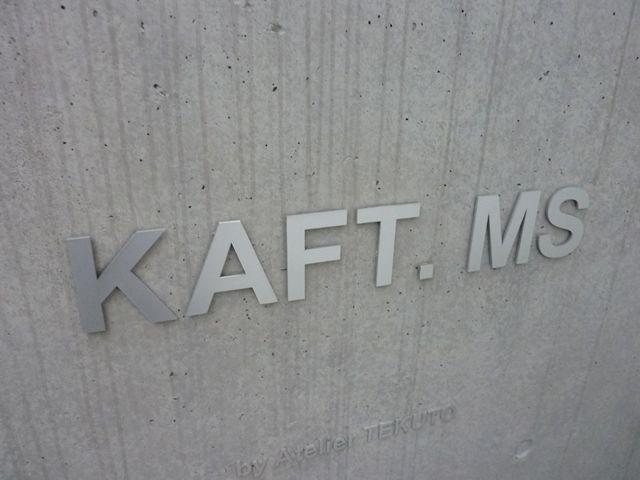 KAFT. MS
by Atelier TEKUTO